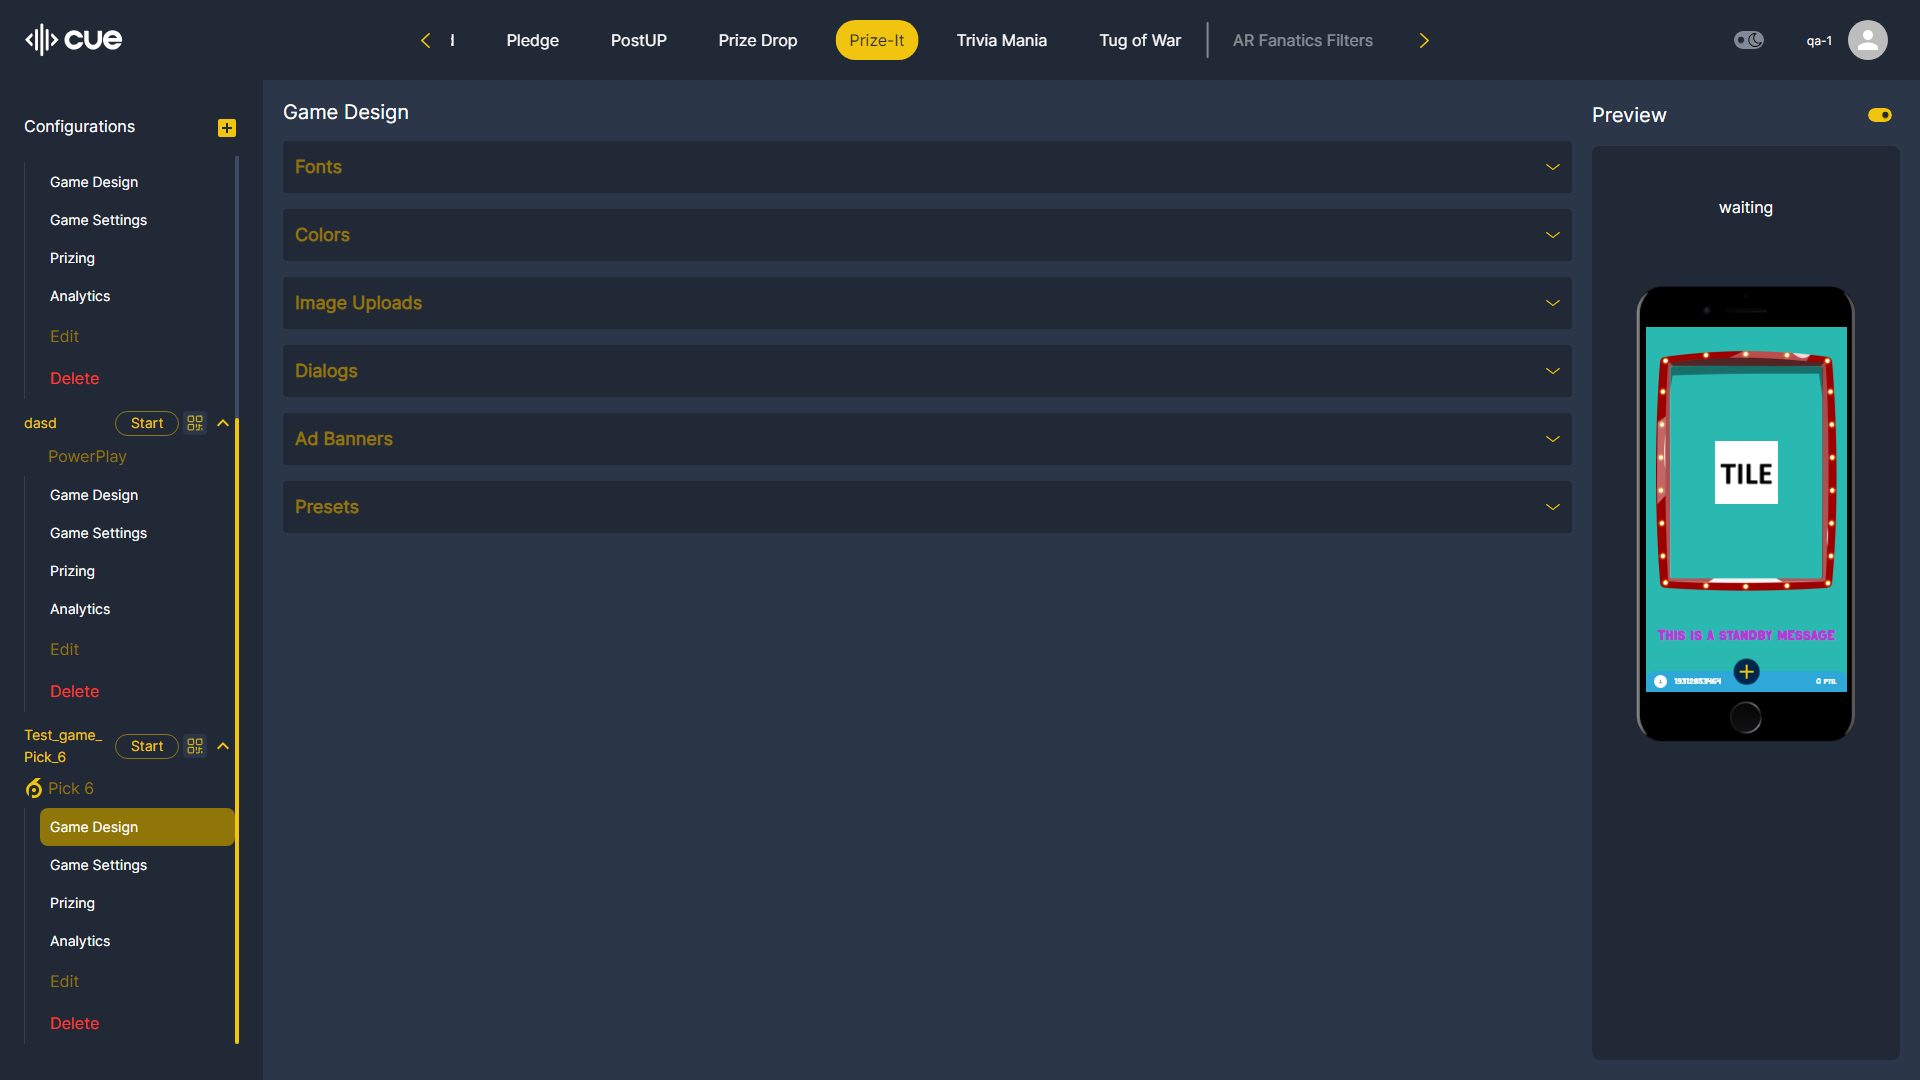 cue
Pledge
PostUP
Prize Drop
Prize-It
Trivia Mania
Tug of War
AR Fanatics Filters
qa-1
Configurations
Game Design
Game Settings
Prizing
Analytics
Edit
Delete
dasd
Start
PowerPlay
Game Design
Game Settings
Prizing
Analytics
Edit
Delete
Test_game_
Pick_6
Start
Pick 6
Game Design
Game Settings
Prizing
Analytics
Edit
Delete
Game Design
Fonts
Colors
Image Uploads
Dialogs
Ad Banners
Presets
Preview
waiting
TILE
THIS IS A STANDBY MESSAGE
0 PTS.